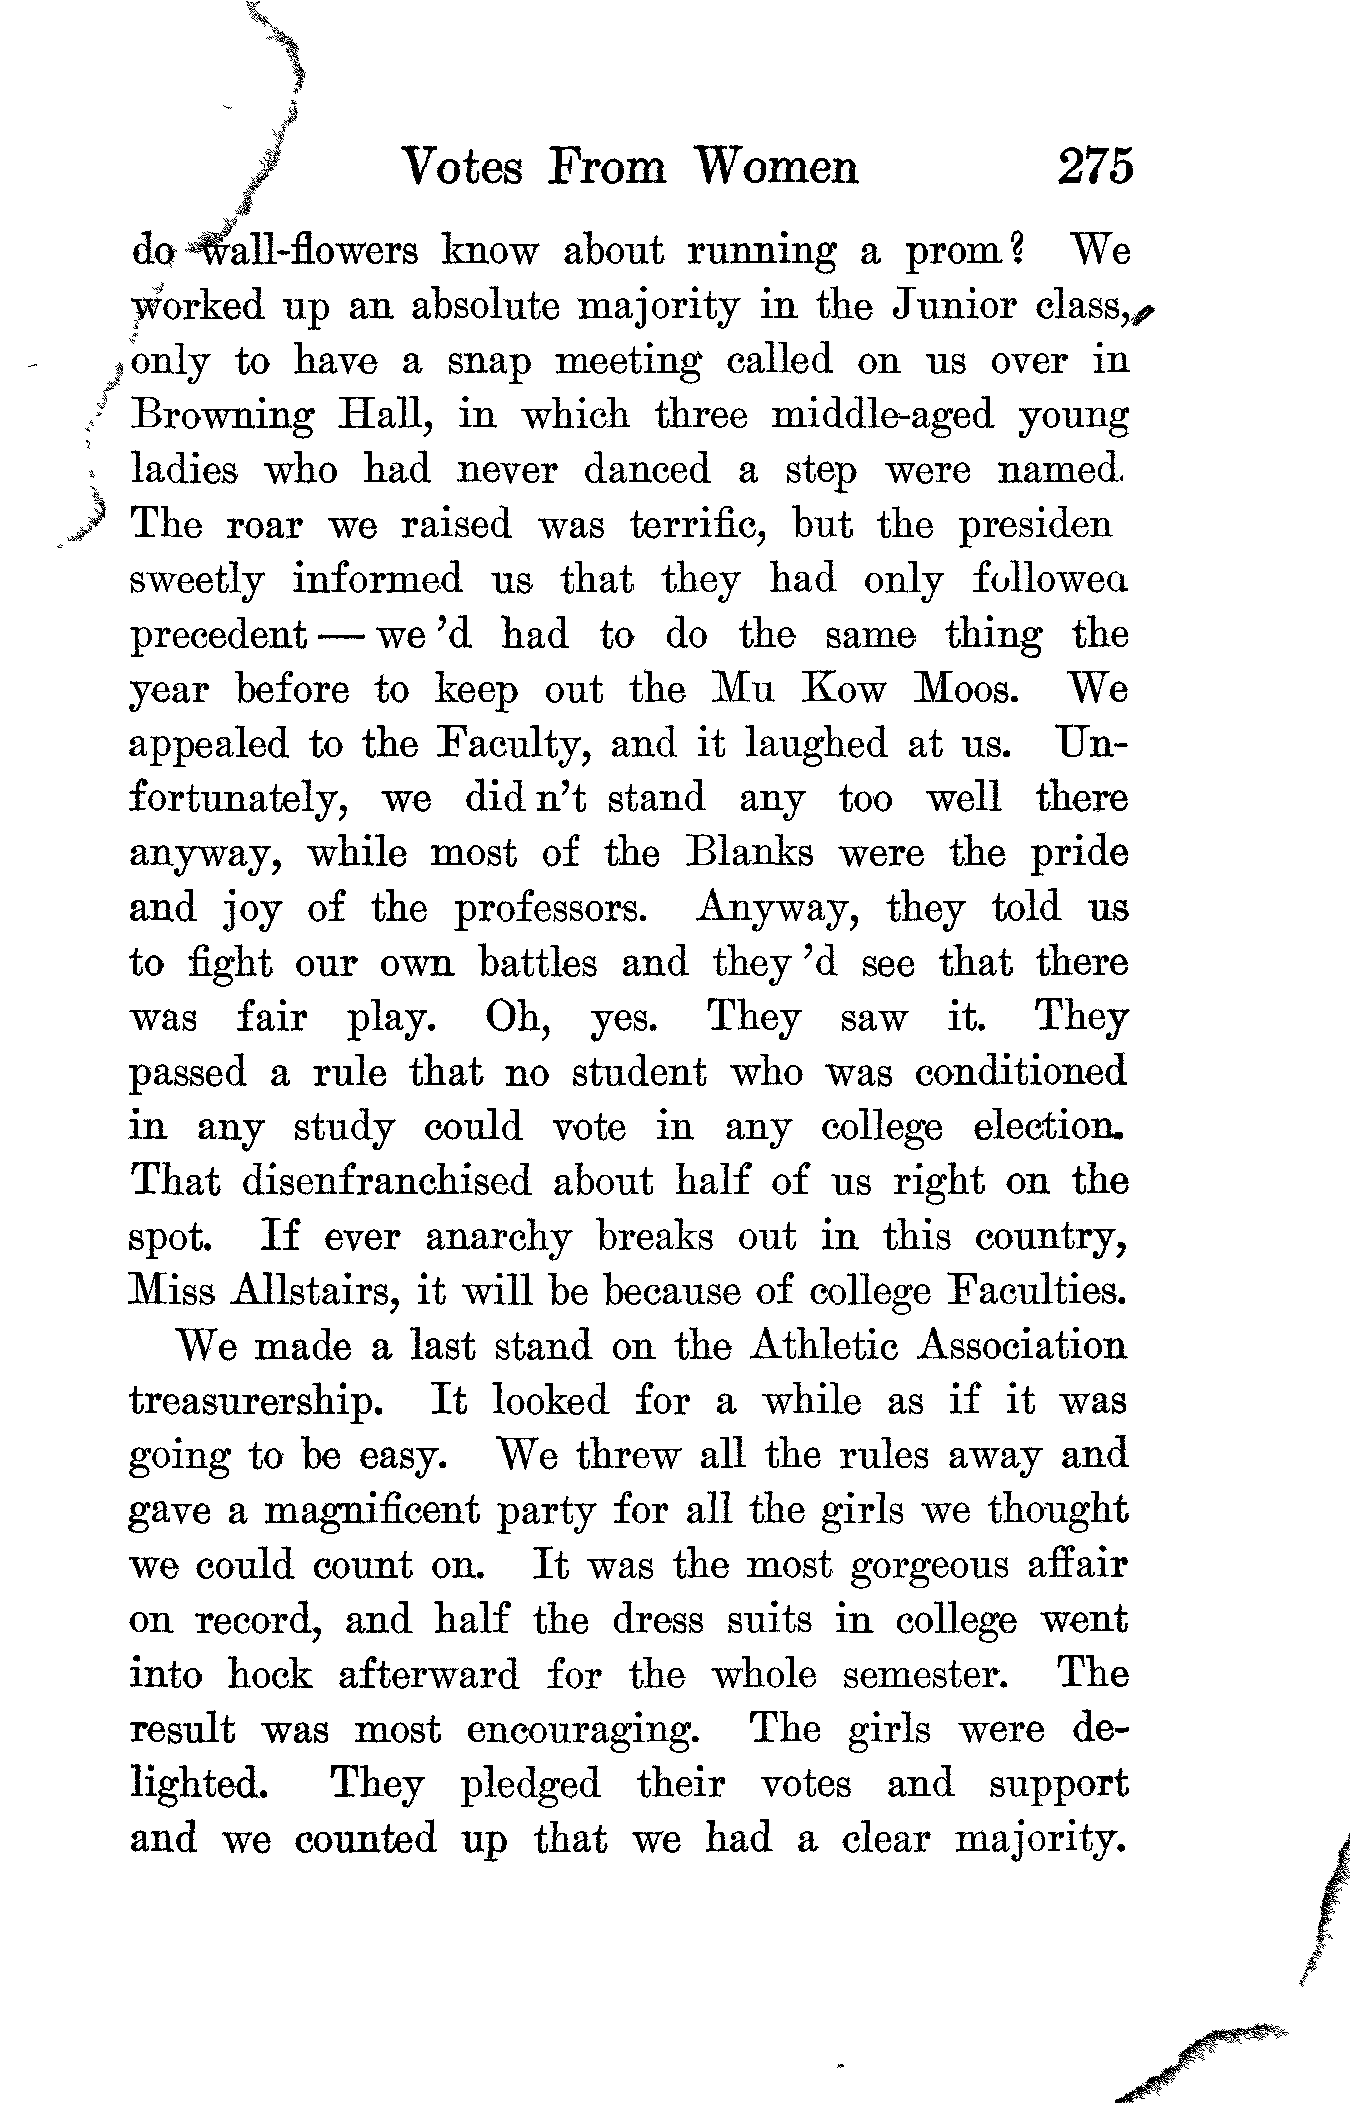 Votes From Women 275
do wall-flowers know about running a prom? We
worked up an absolute majority in the Junior class,
only to have a snap meeting called on us over in
Browning Hall, in which three middle-aged young
ladies who had never danced a step were named.
The roar we raised was terrific, but the presiden
sweetly informed us that they had only followed
precedent — we'd had to do the same thing the
year before to keep out the Mu Kow Moos. We
appealed to the Faculty, and it laughed at us. Un-
fortunately, we didn't stand any too well there
anyway, while most of the Blanks were the pride
and joy of the professors. Anyway, they told us
to fight our own battles and they'd see that there
was fair play. Oh, yes. They saw it. They
passed a rule that no student who was conditioned
in any study could vote in any college election.
That disenfranchised about half of us right on the
spot. If ever anarchy breaks out in this country,
Miss Allstairs, it will be because of college Faculties.
We made a last stand on the Athletic Association
treasurership. It looked for a while as if it was
going to be easy. We threw all the rules away and
gave a magnificent party for all the girls we thought
we could count on. It was the most gorgeous affair
on record, and half the dress suits in college went
into hock afterward for the whole semester. The
result was most encouraging. The girls were de-
lighted. They pledged their votes and support
and we counted up that we had a clear majority.